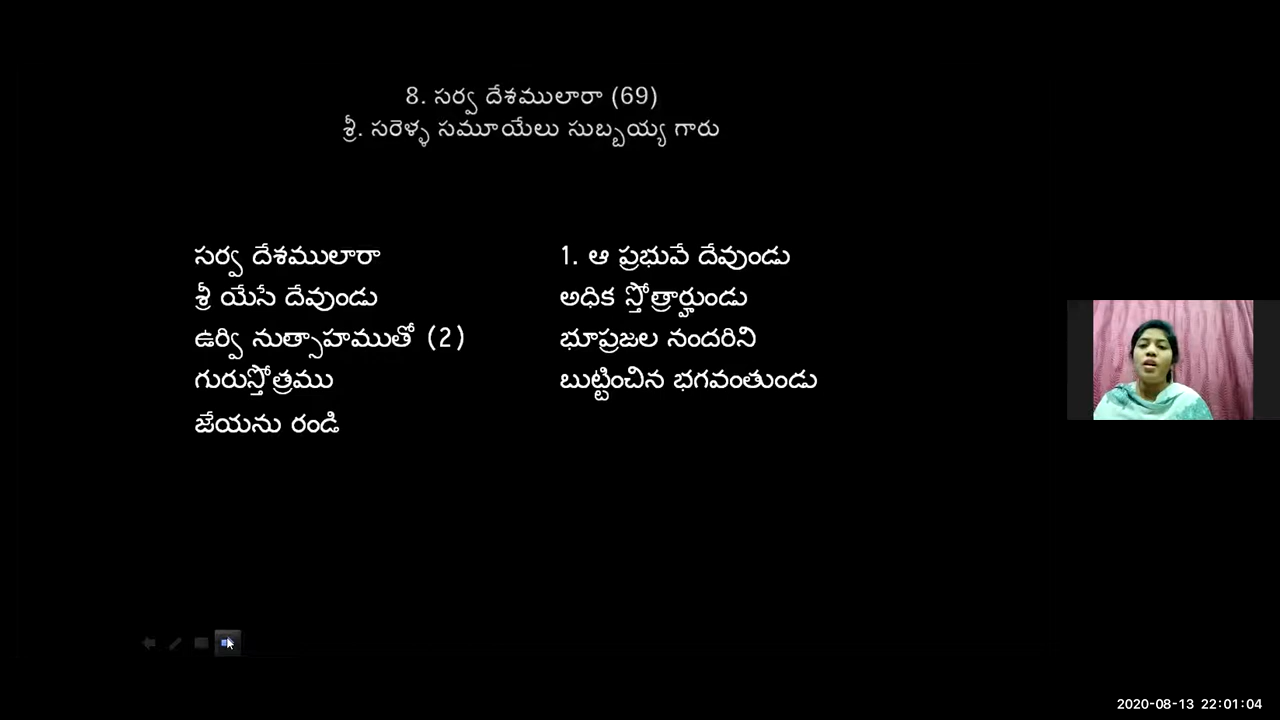 8. సర్వ దేశములారా (69)
శ్రీ. సరెళ్ళ సమూయేలు సుబ్బయ్య గారు
సర్వ దేశములారా
శ్రీ యేసే దేవుండు
ఉర్వి నుత్సాహముతో (2)
గురుస్తోత్రము
జేయను రండి
1. ఆ ప్రభువే దేవుండు
అధిక స్తోత్రార్హుండు
భూప్రజల నందరిని
బుట్టించిన భగవంతుండు
2020-08-13 22:01:04